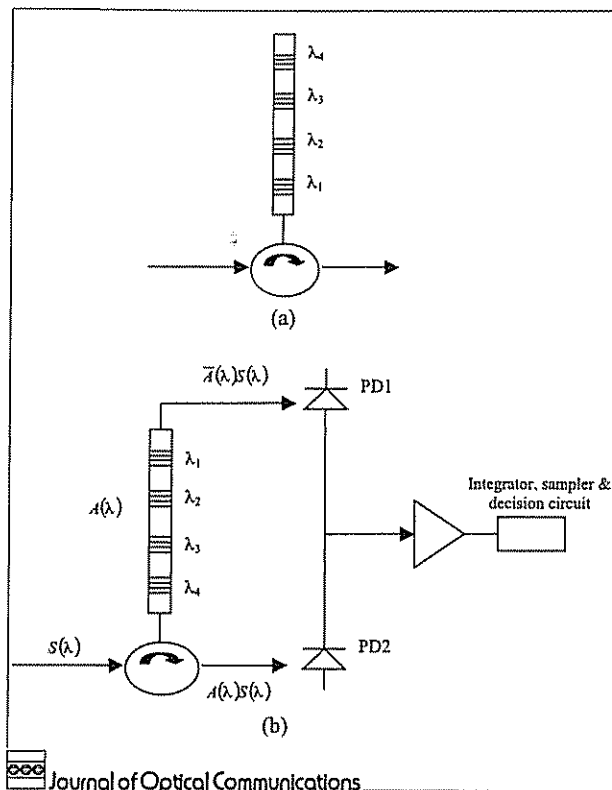 λ₄
λ₃
λ₂
λ₁
(a)
A̅(λ)S(λ)
PD1
λ₁
A(λ)
λ₂
λ₃
λ₄
Integrator, sampler &
decision circuit
S(λ)
A(λ)S(λ)
PD2
(b)
Journal of Optical Communications